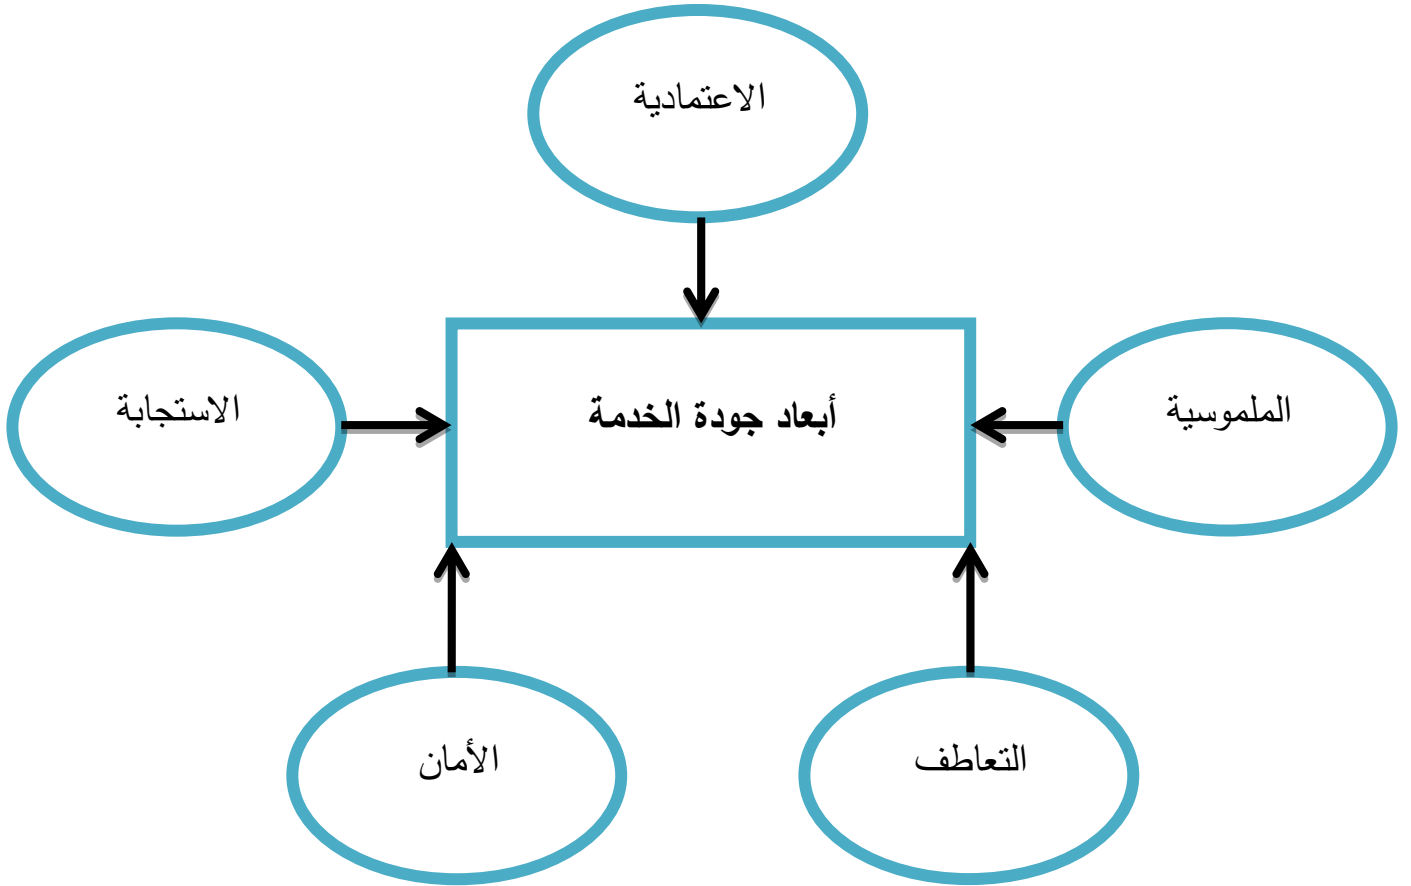 الاعتمادية
الملموسية
أبعاد جودة الخدمة
الاستجابة
التعاطف
الأمان